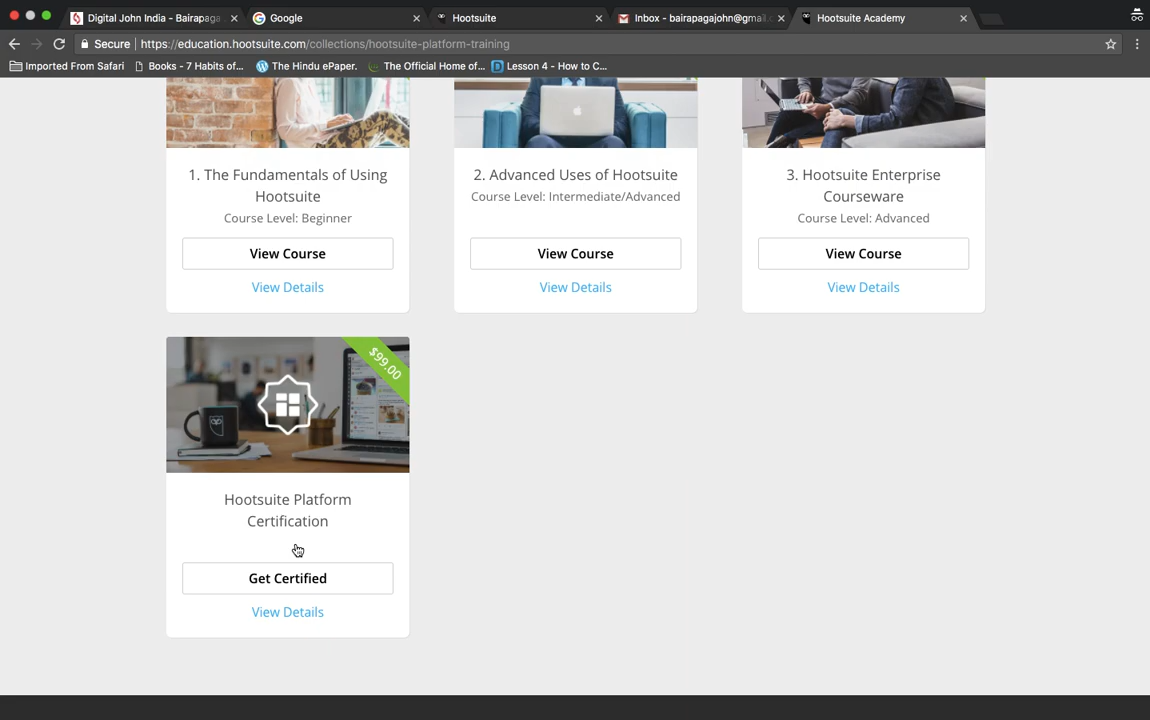 Digital John India - Bairapaga
Google
Hootsuite
Inbox - bairapagajohn@gmail.c
Hootsuite Academy
Secure
https://education.hootsuite.com/collections/hootsuite-platform-training
Imported From Safari
Books - 7 Habits of...
The Hindu ePaper.
The Official Home of...
Lesson 4 - How to C...
1. The Fundamentals of Using
Hootsuite
Course Level: Beginner
View Course
View Details
2. Advanced Uses of Hootsuite
Course Level: Intermediate/Advanced
View Course
View Details
3. Hootsuite Enterprise
Courseware
Course Level: Advanced
View Course
View Details
$99.00
Hootsuite Platform
Certification
Get Certified
View Details